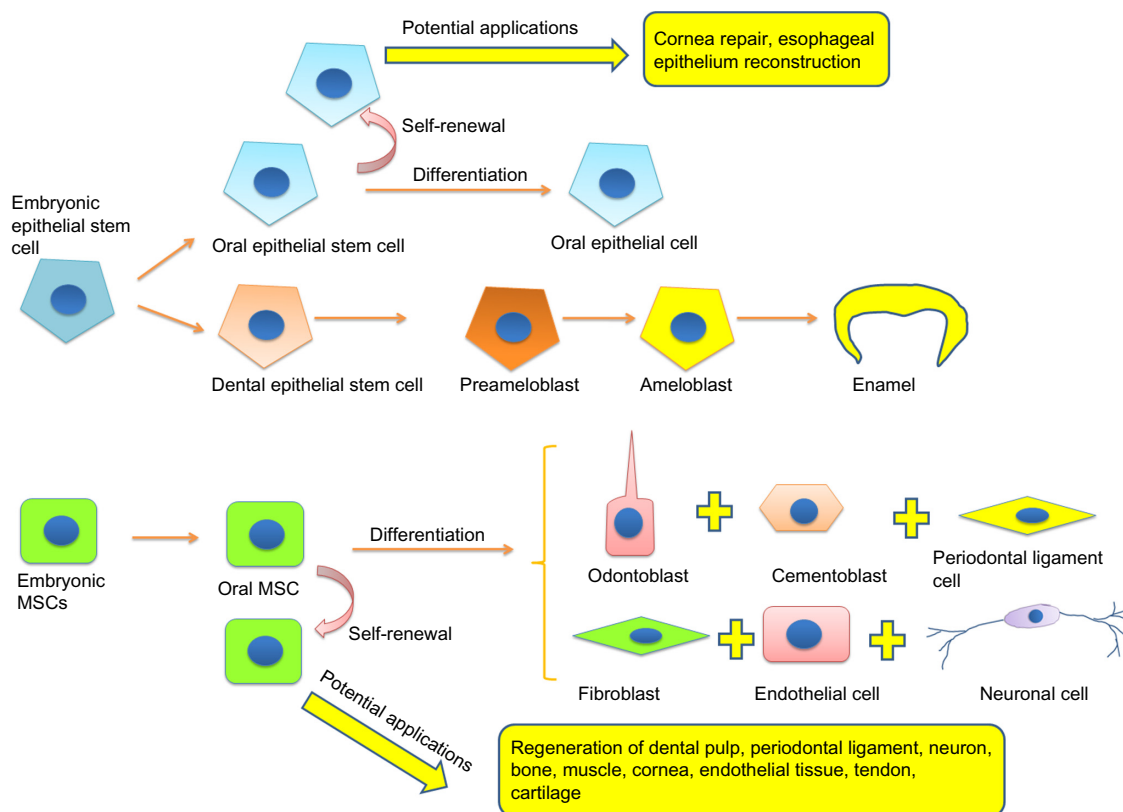 Potential applications
Cornea repair, esophageal
epithelium reconstruction
Self-renewal
Differentiation
Embryonic
epithelial stem
cell
Oral epithelial stem cell
Oral epithelial cell
Dental epithelial stem cell
Preameloblast
Ameloblast
Enamel
Embryonic
MSCs
Oral MSC
Differentiation
Self-renewal
Odontoblast
Cementoblast
Periodontal ligament
cell
Fibroblast
Endothelial cell
Neuronal cell
Potential applications
Regeneration of dental pulp, periodontal ligament, neuron,
bone, muscle, cornea, endothelial tissue, tendon,
cartilage